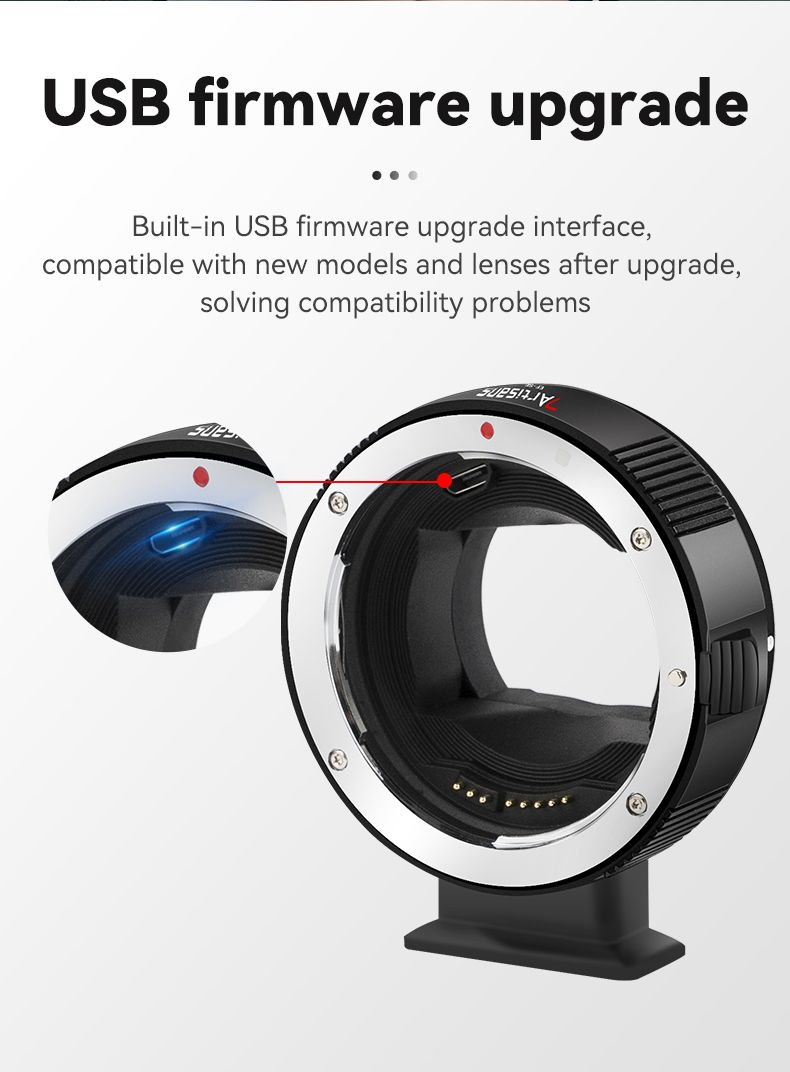 USB firmware upgrade
Built-in USB firmware upgrade interface,
compatible with new models and lenses after upgrade,
solving compatibility problems
7Artisans